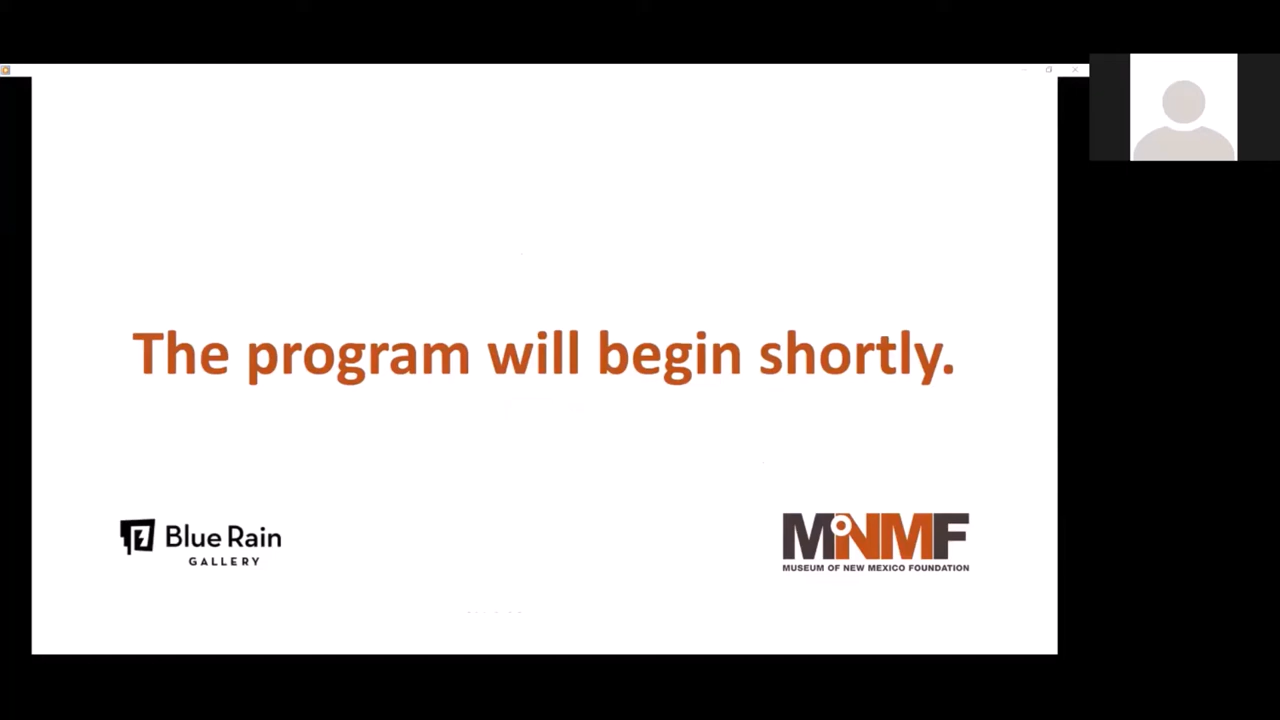 The program will begin shortly.
Blue Rain
GALLERY
MNMF
MUSEUM OF NEW MEXICO FOUNDATION